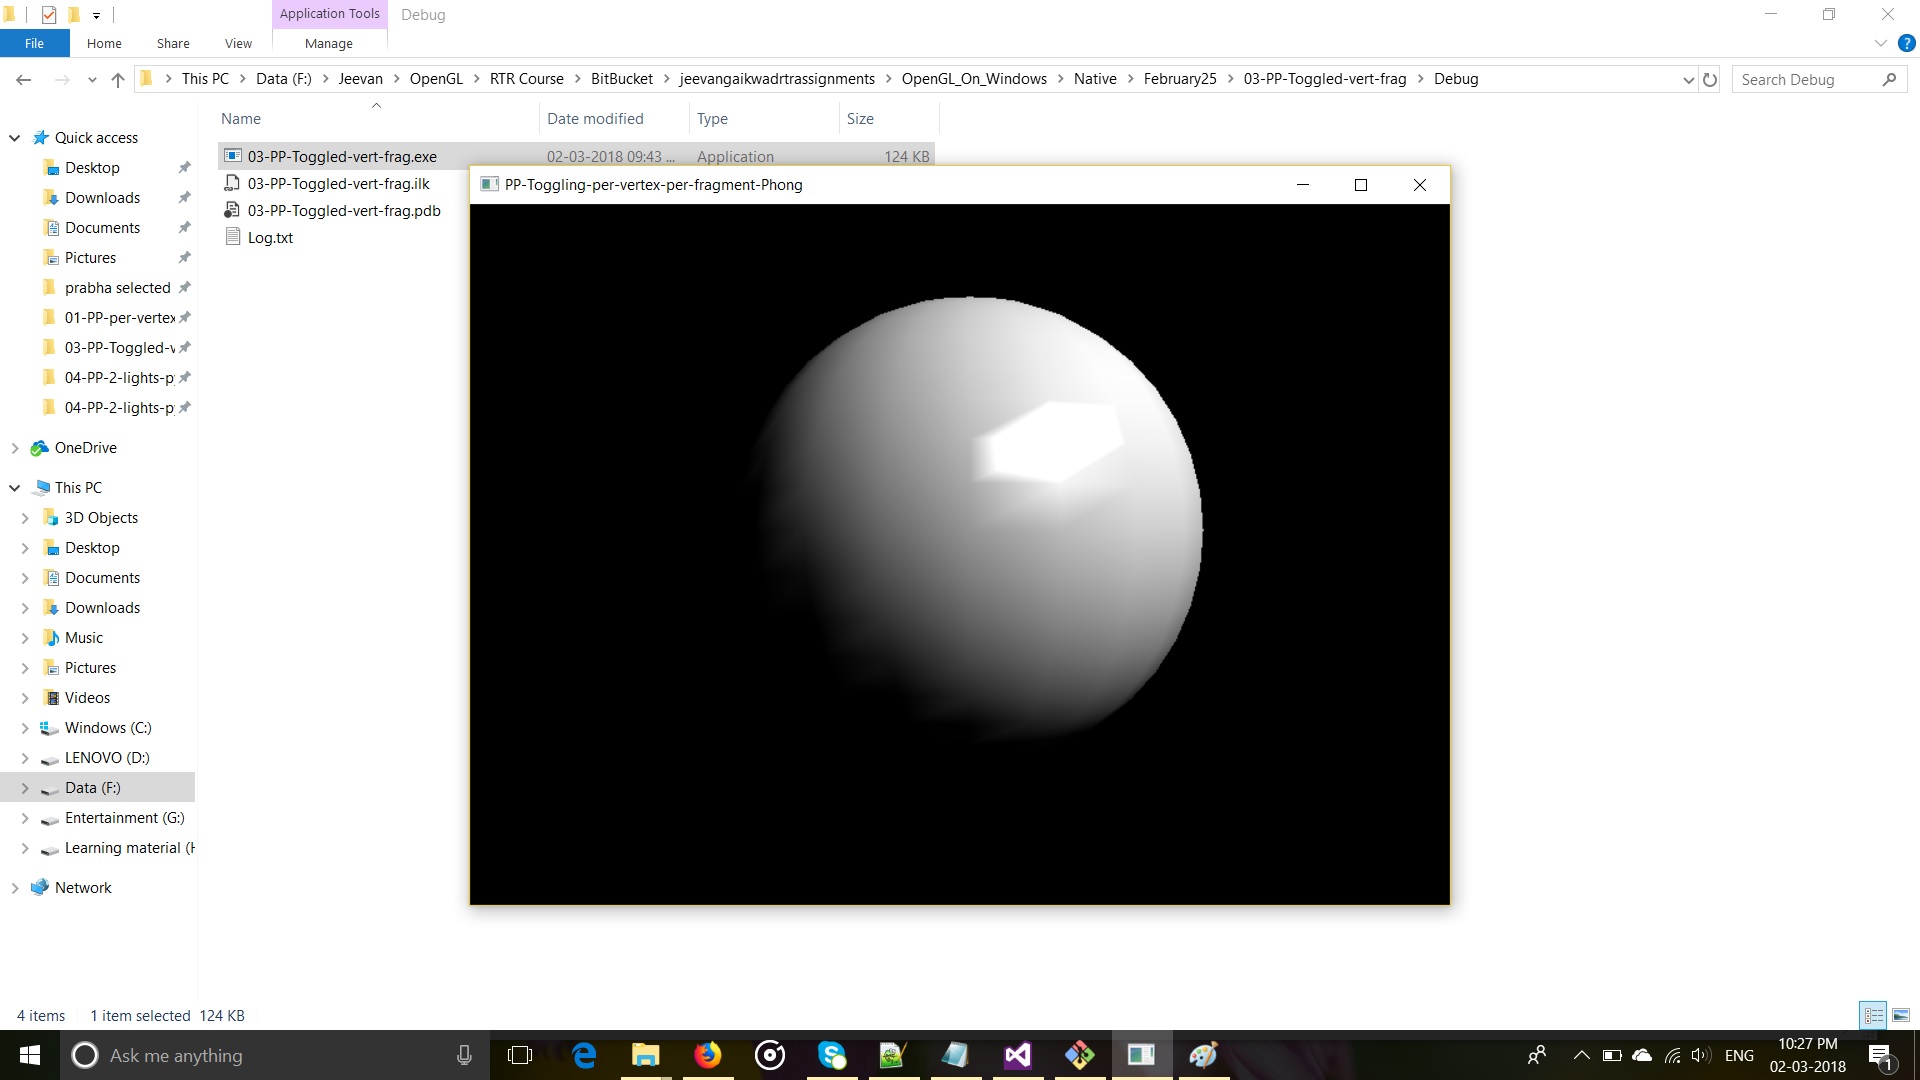 Application Tools
Debug
File
Home
Share
View
Manage
This PC
Data (F:)
Jeevan
OpenGL
RTR Course
BitBucket
jeevangaikwadrtrassignments
OpenGL_On_Windows
Native
February25
03-PP-Toggled-vert-frag
Debug
Search Debug
Name
Date modified
Type
Size
03-PP-Toggled-vert-frag.exe
02-03-2018 09:43 ...
Application
124 KB
03-PP-Toggled-vert-frag.ilk
03-PP-Toggled-vert-frag.pdb
Log.txt
PP-Toggling-per-vertex-per-fragment-Phong
Quick access
Desktop
Downloads
Documents
Pictures
prabha selected
01-PP-per-vertex
03-PP-Toggled-v
04-PP-2-lights-p
04-PP-2-lights-p
OneDrive
This PC
3D Objects
Desktop
Documents
Downloads
Music
Pictures
Videos
Windows (C:)
LENOVO (D:)
Data (F:)
Entertainment (G:)
Learning material (H
Network
4 items
1 item selected 124 KB
Ask me anything
ENG
10:27 PM
02-03-2018
1